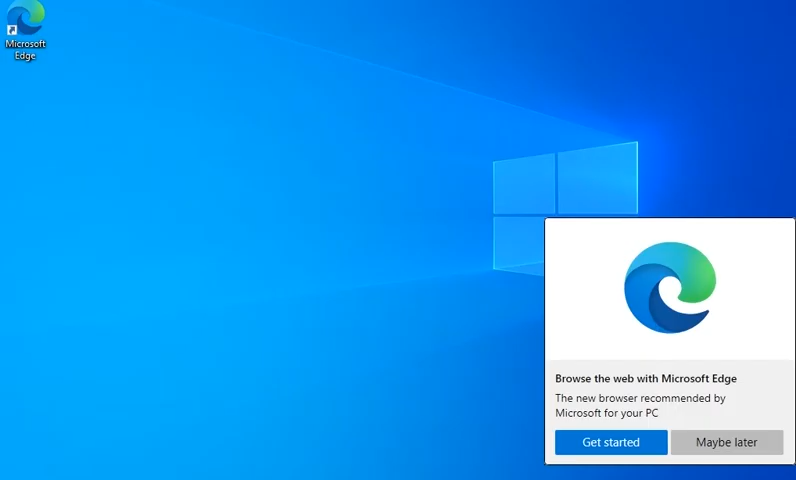 Microsoft
Edge
Browse the web with Microsoft Edge
The new browser recommended by
Microsoft for your PC
Get started
Maybe later